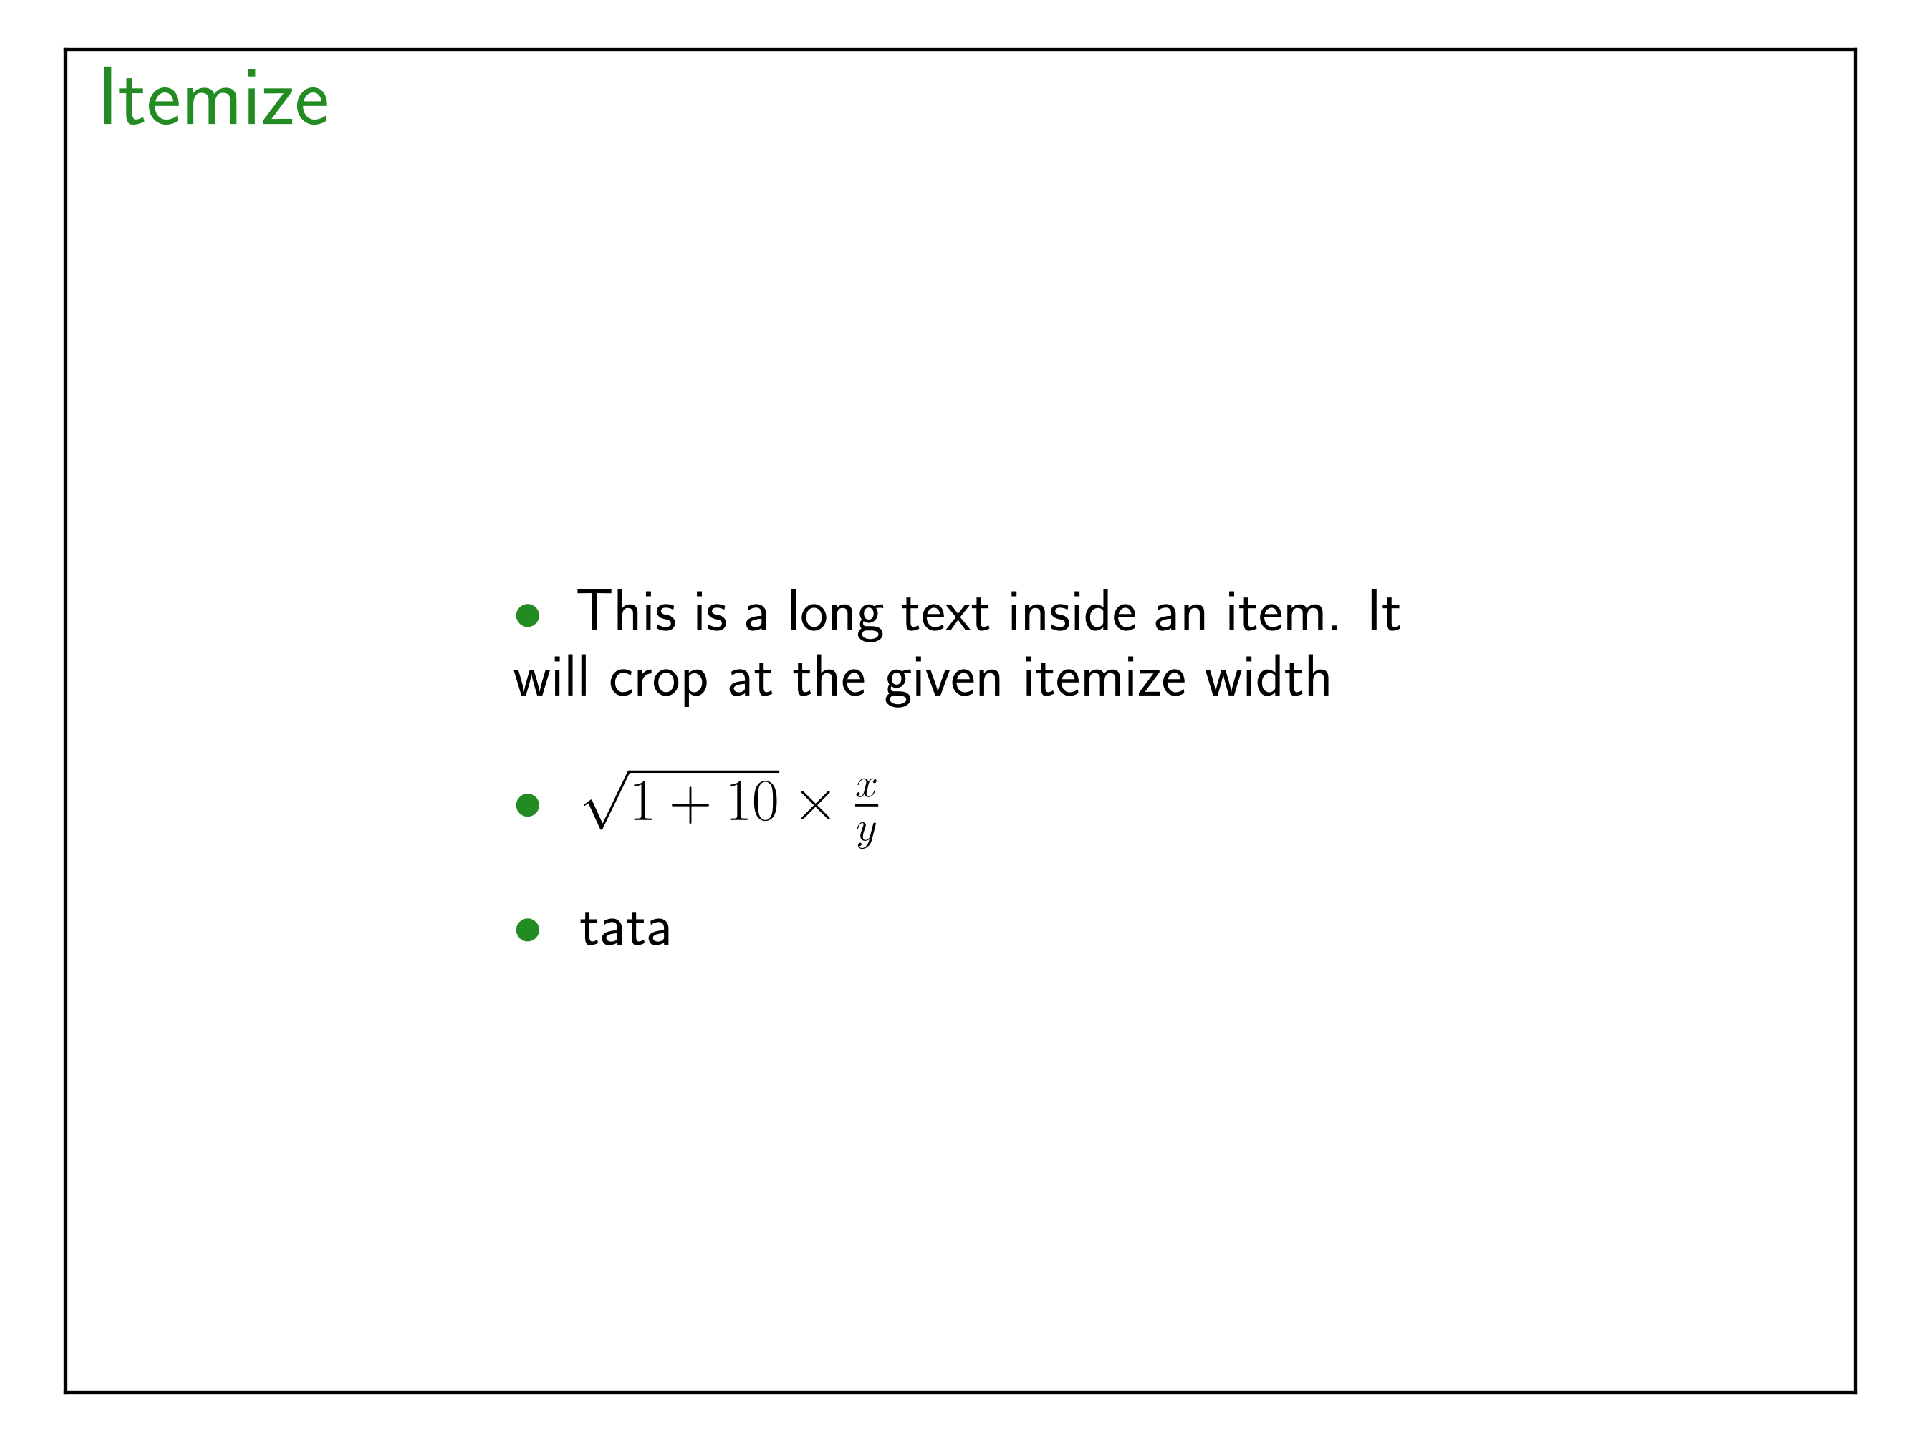 Itemize
• This is a long text inside an item. It
will crop at the given itemize width
• $\sqrt{1+10} \times \frac{x}{y}$
• tata